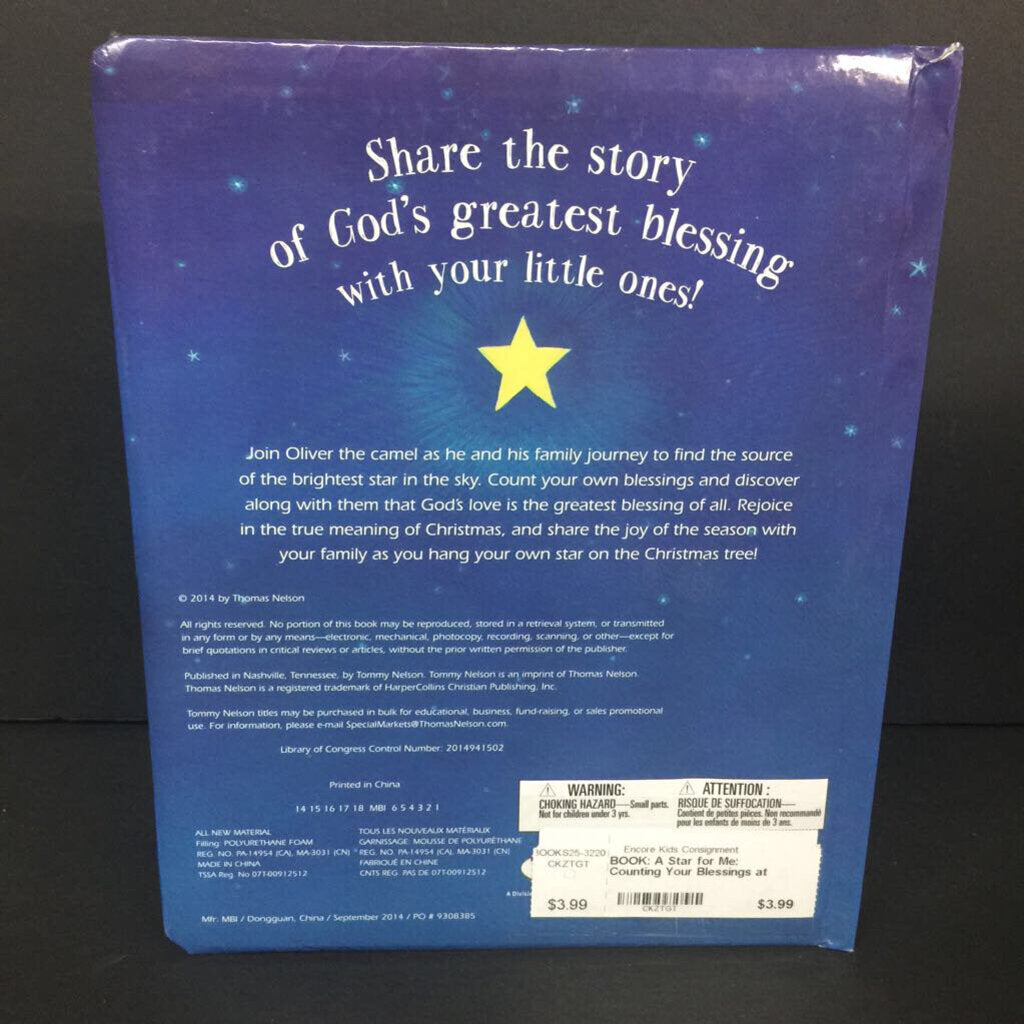 Share the story
of God's greatest blessing
with your little ones!
Join Oliver the camel as he and his family journey to find the source
of the brightest star in the sky. Count your own blessings and discover
along with them that God's love is the greatest blessing of all. Rejoice
in the true meaning of Christmas, and share the joy of the season with
your family as you hang your own star on the Christmas tree!
© 2014 by Thomas Nelson
All rights reserved. No portion of this book may be reproduced, stored in a retrieval system, or transmitted
in any form or by any means—electronic, mechanical, photocopy, recording, scanning, or other—except for
brief quotations in critical reviews or articles, without the prior written permission of the publisher.
Published in Nashville, Tennessee, by Tommy Nelson. Tommy Nelson is an imprint of Thomas Nelson.
Thomas Nelson is a registered trademark of HarperCollins Christian Publishing, Inc.
Tommy Nelson titles may be purchased in bulk for educational, business, fund-raising, or sales promotional
use. For information, please e-mail SpecialMarkets@ThomasNelson.com.
Library of Congress Control Number: 2014941502
Printed in China
14 15 16 17 18 MBI 6 5 4 3 2 1
ALL NEW MATERIAL
Filling: POLYURETHANE FOAM
REG. NO. PA-14954 (CA), MA-3031 (CN)
MADE IN CHINA
TSSA Reg. No 07T-00912512
TOUS LES NOUVEAUX MATÉRIAUX
GARNISSAGE: MOUSSE DE POLYURÉTHANE
REG. NO. PA-14954 (CA), MA-3031 (CN)
FABRIQUÉ EN CHINE
CNTS REG. PAS DE 07T-00912512
Mfr: MBI / Dongguan, China / September 2014 / PO # 9308385
A
WARNING:
CHOKING HAZARD—Small parts.
Not for children under 3 yrs.
ATTENTION :
RISQUE DE SUFFOCATION—
Contient de petites pièces. Non recommandé
pour les enfants de moins de 3 ans.
CKZTGT
$3.99
Encore Kids Consignment
BOOK: A Star for Me:
Counting Your Blessings at
CKZTGT
$3.99